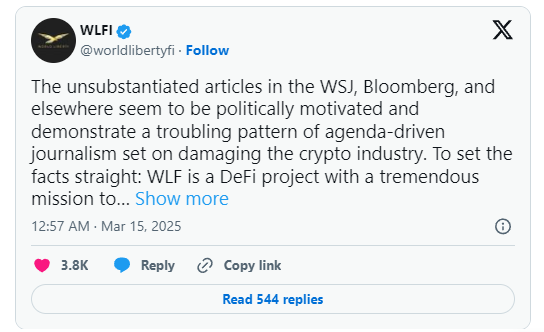 WLFI
@worldlibertyfi · Follow
The unsubstantiated articles in the WSJ, Bloomberg, and
elsewhere seem to be politically motivated and
demonstrate a troubling pattern of agenda-driven
journalism set on damaging the crypto industry. To set the
facts straight: WLF is a DeFi project with a tremendous
mission to... Show more
12:57 AM · Mar 15, 2025
3.8K Reply Copy link
Read 544 replies